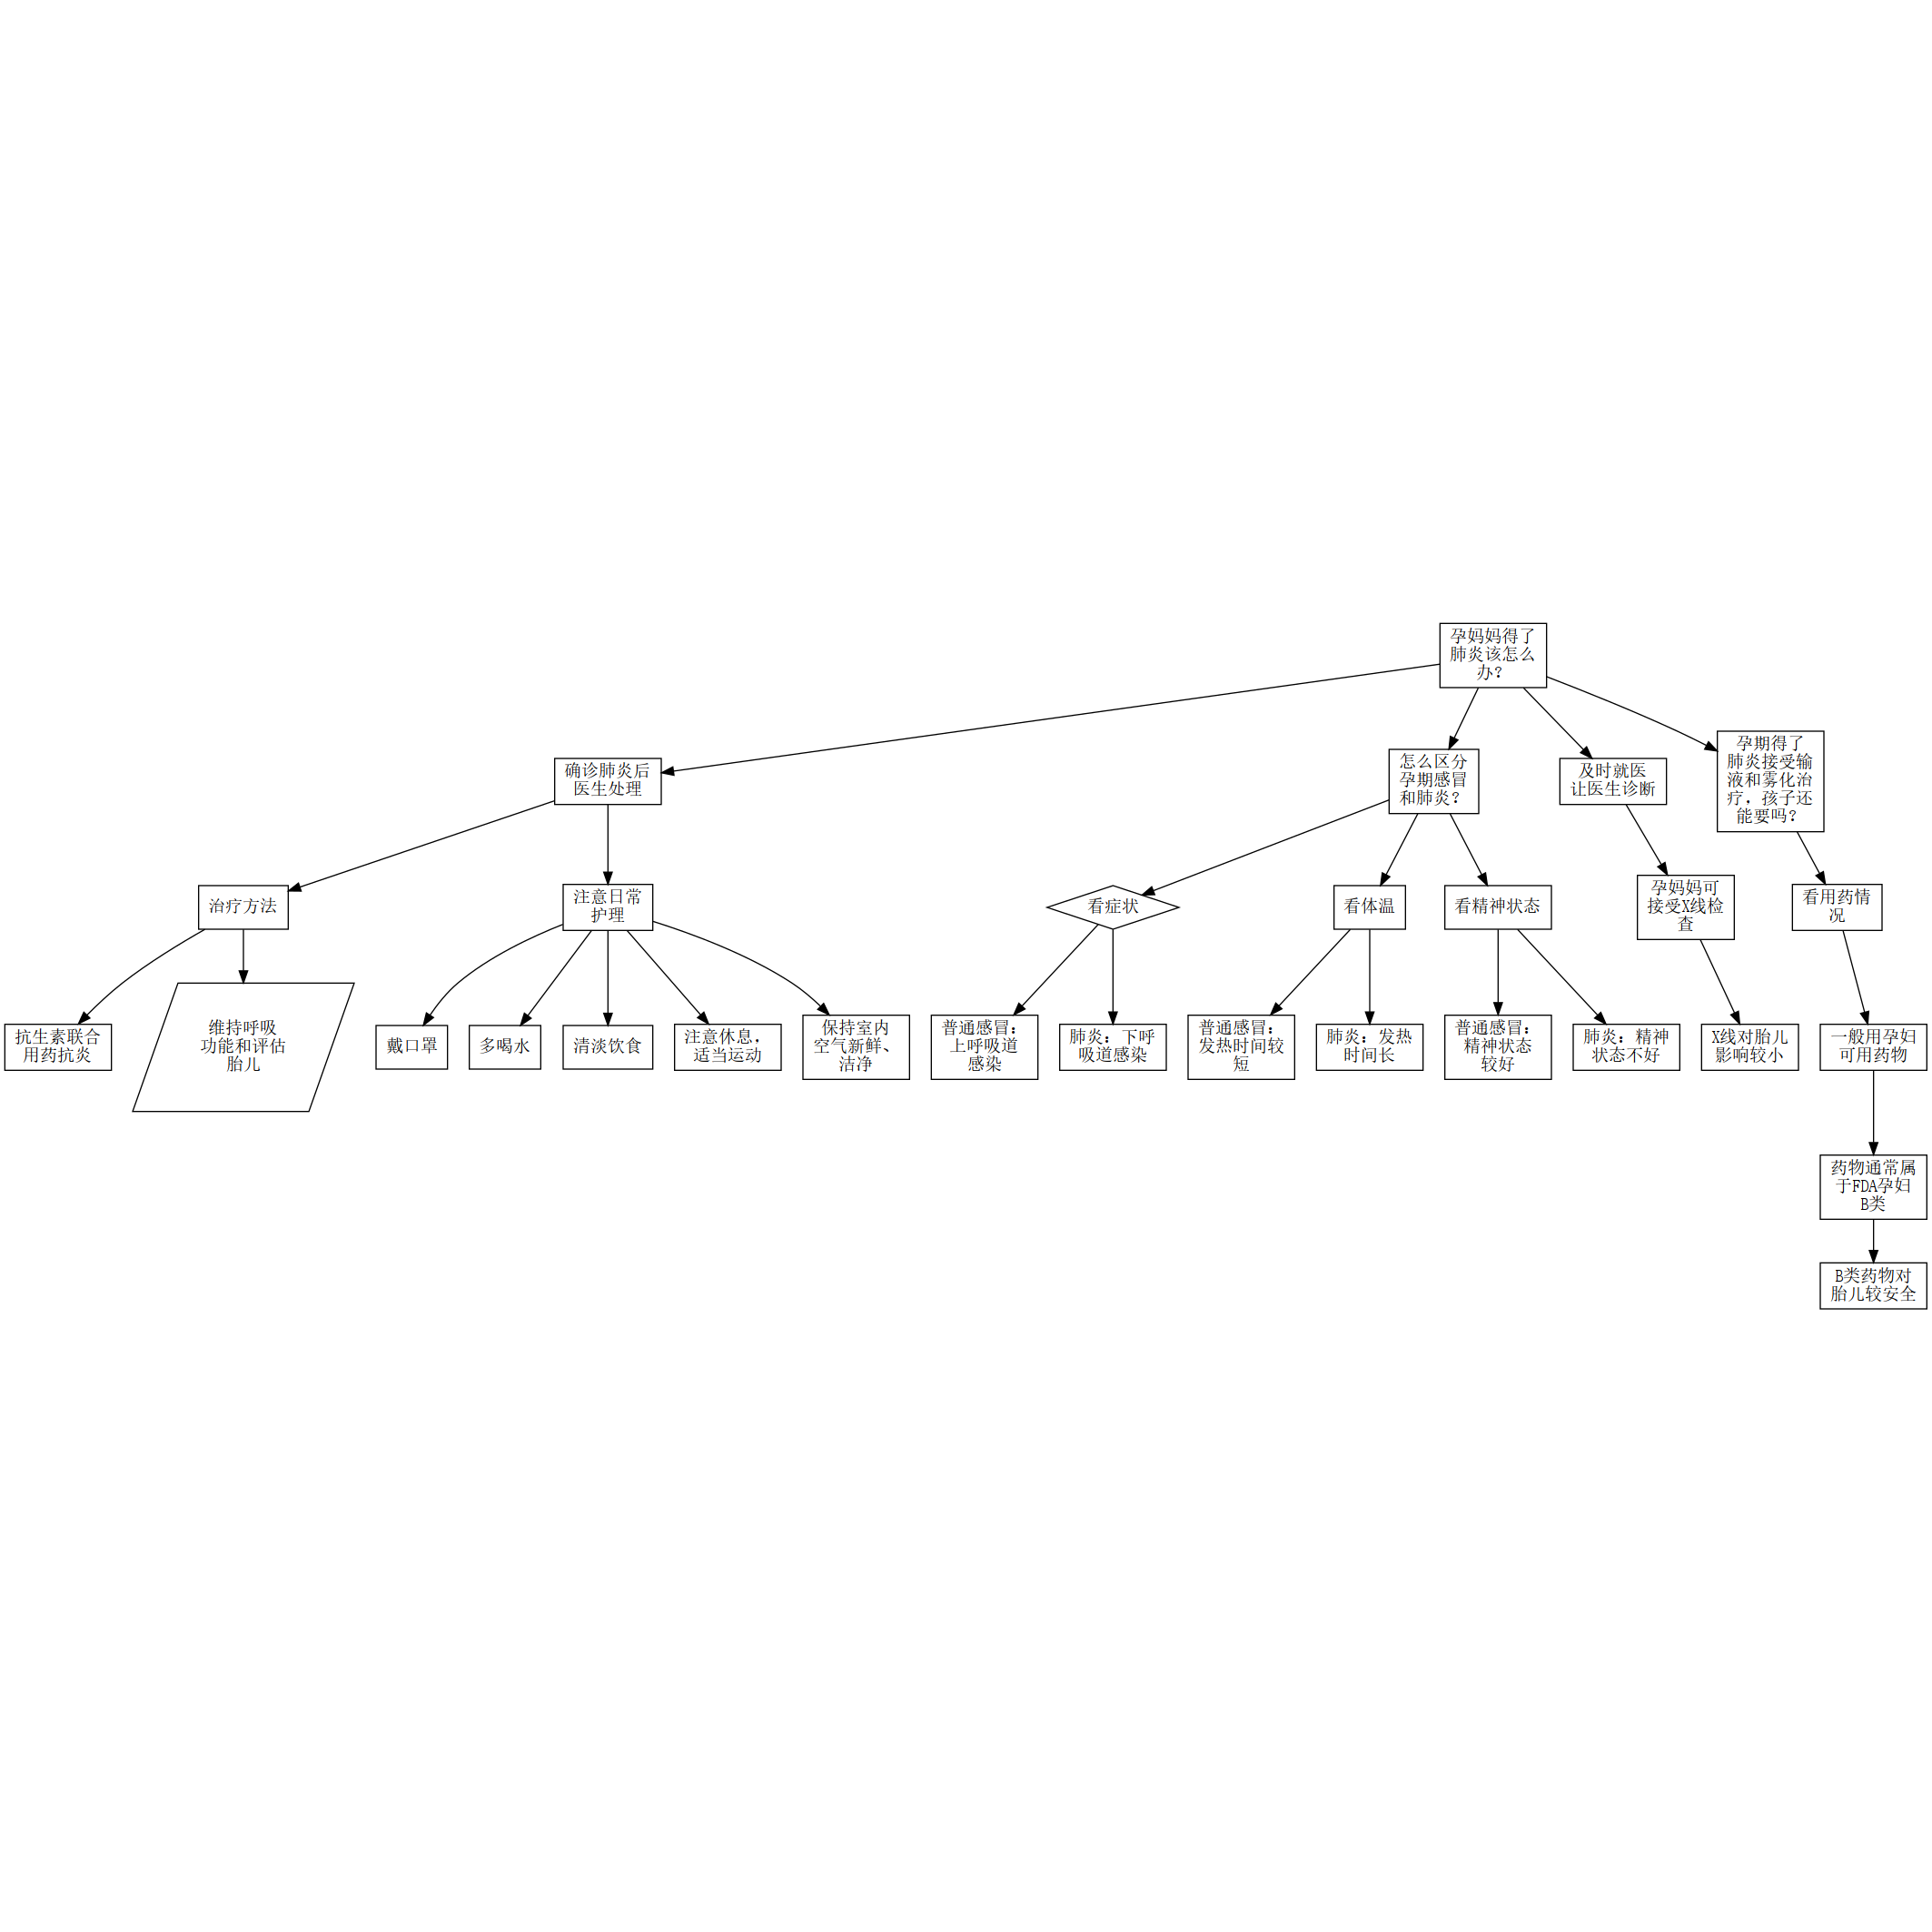 孕妈妈得了
肺炎该怎么
办？
确诊肺炎后
医生处理
怎么区分
孕期感冒
和肺炎？
及时就医
让医生诊断
孕期得了
肺炎接受输
液和雾化治
疗，孩子还
能要吗？
治疗方法
注意日常
护理
看症状
看体温
看精神状态
孕妈妈可
接受X线检
查
看用药情
况
抗生素联合
用药抗炎
维持呼吸
功能和评估
胎儿
戴口罩
多喝水
清淡饮食
注意休息，
适当运动
保持室内
空气新鲜、
洁净
普通感冒：
上呼吸道
感染
肺炎：下呼
吸道感染
普通感冒：
发热时间较
短
肺炎：发热
时间长
普通感冒：
精神状态
较好
肺炎：精神
状态不好
X线对胎儿
影响较小
一般用孕妇
可用药物
药物通常属
于FDA孕妇
B类
B类药物对
胎儿较安全